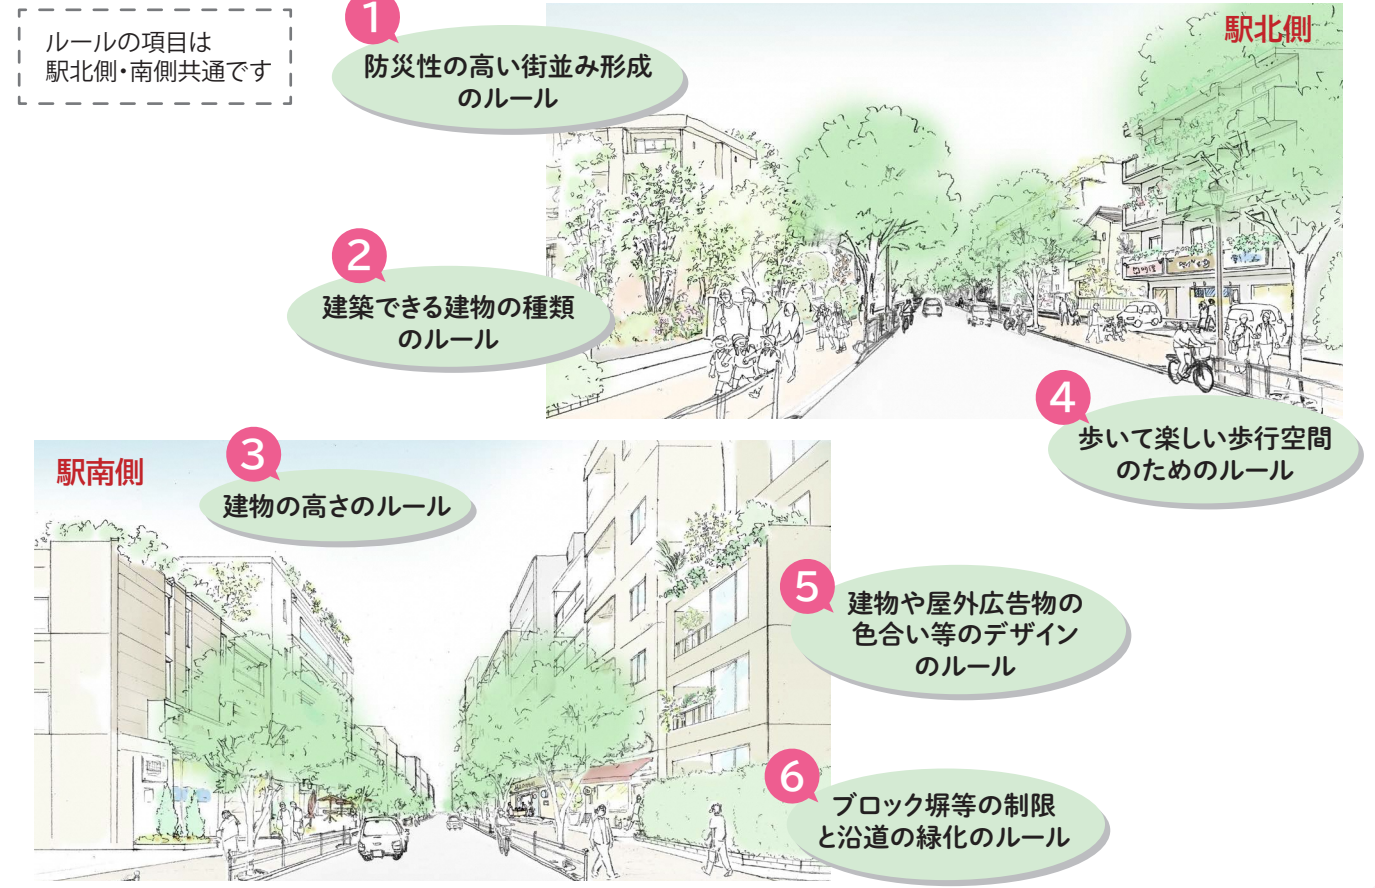 ルールの項目は
駅北側・南側共通です
1
防災性の高い街並み形成
のルール
駅北側
2
建築できる建物の種類
のルール
4
歩いて楽しい歩行空間
のためのルール
駅南側
3
建物の高さのルール
5
建物や屋外広告物の
色合い等のデザイン
のルール
6
ブロック塀等の制限
と沿道の緑化のルール